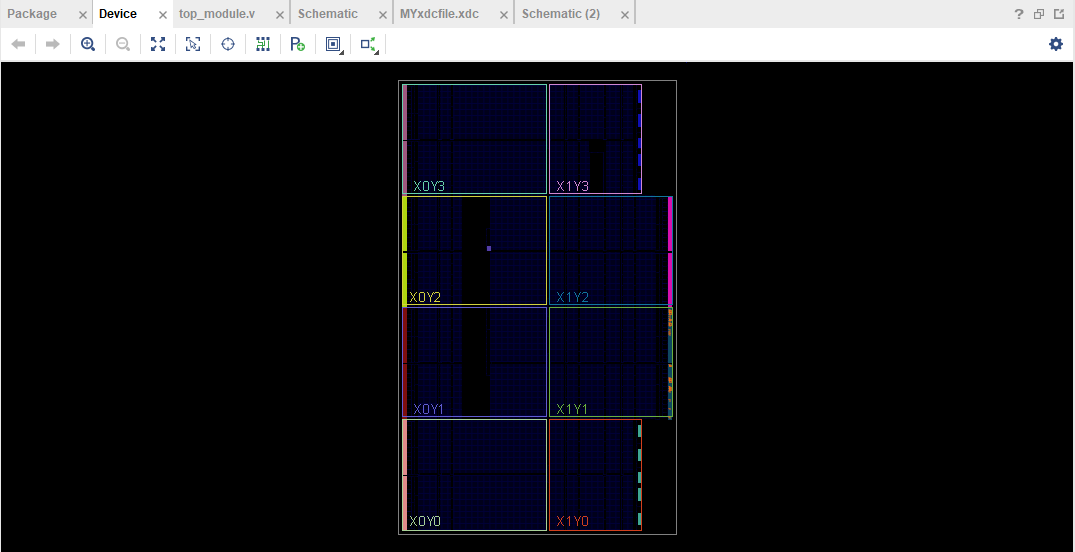 Package Device top_module.v Schematic MYxdcfile.xdc Schematic (2) ?
X0Y3 X1Y3
X0Y2 X1Y2
X0Y1 X1Y1
X0Y0 X1Y0